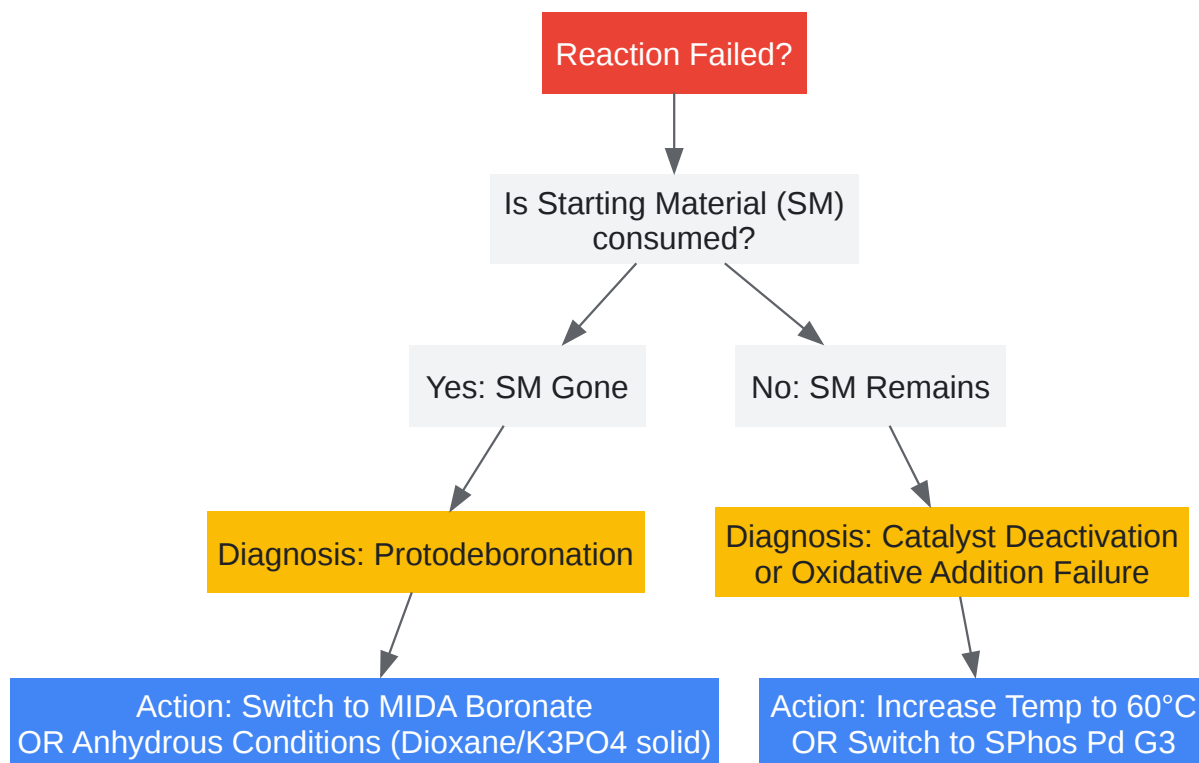 Reaction Failed?
Is Starting Material (SM)
consumed?
Yes: SM Gone
No: SM Remains
Diagnosis: Protodeboronation
Diagnosis: Catalyst Deactivation
or Oxidative Addition Failure
Action: Switch to MIDA Boronate
OR Anhydrous Conditions (Dioxane/K3PO4 solid)
Action: Increase Temp to 60°C
OR Switch to SPhos Pd G3